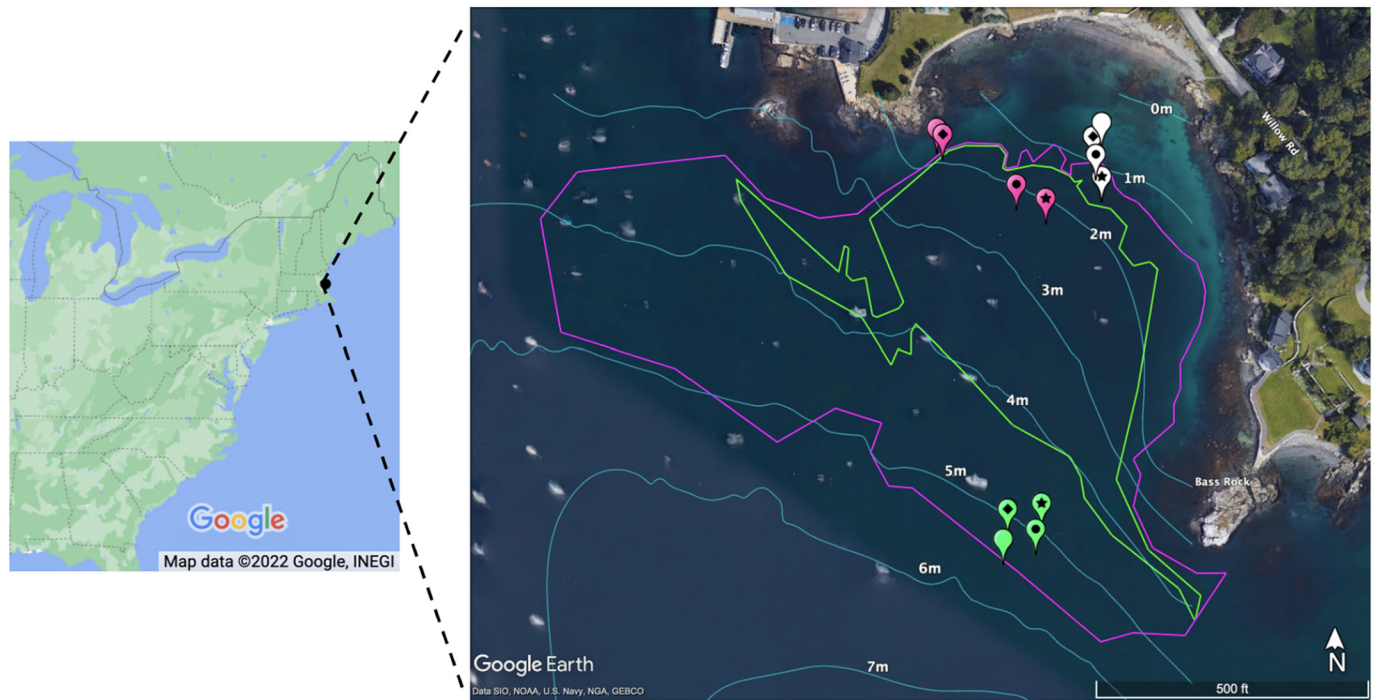 Google
Map data ©2022 Google, INEGI
0m
Willow Rd
1m
2m
3m
4m
5m
Bass Rock
6m
7m
N
Google Earth
Data SIO, NOAA, U.S. Navy, NGA, GEBCO
500 ft